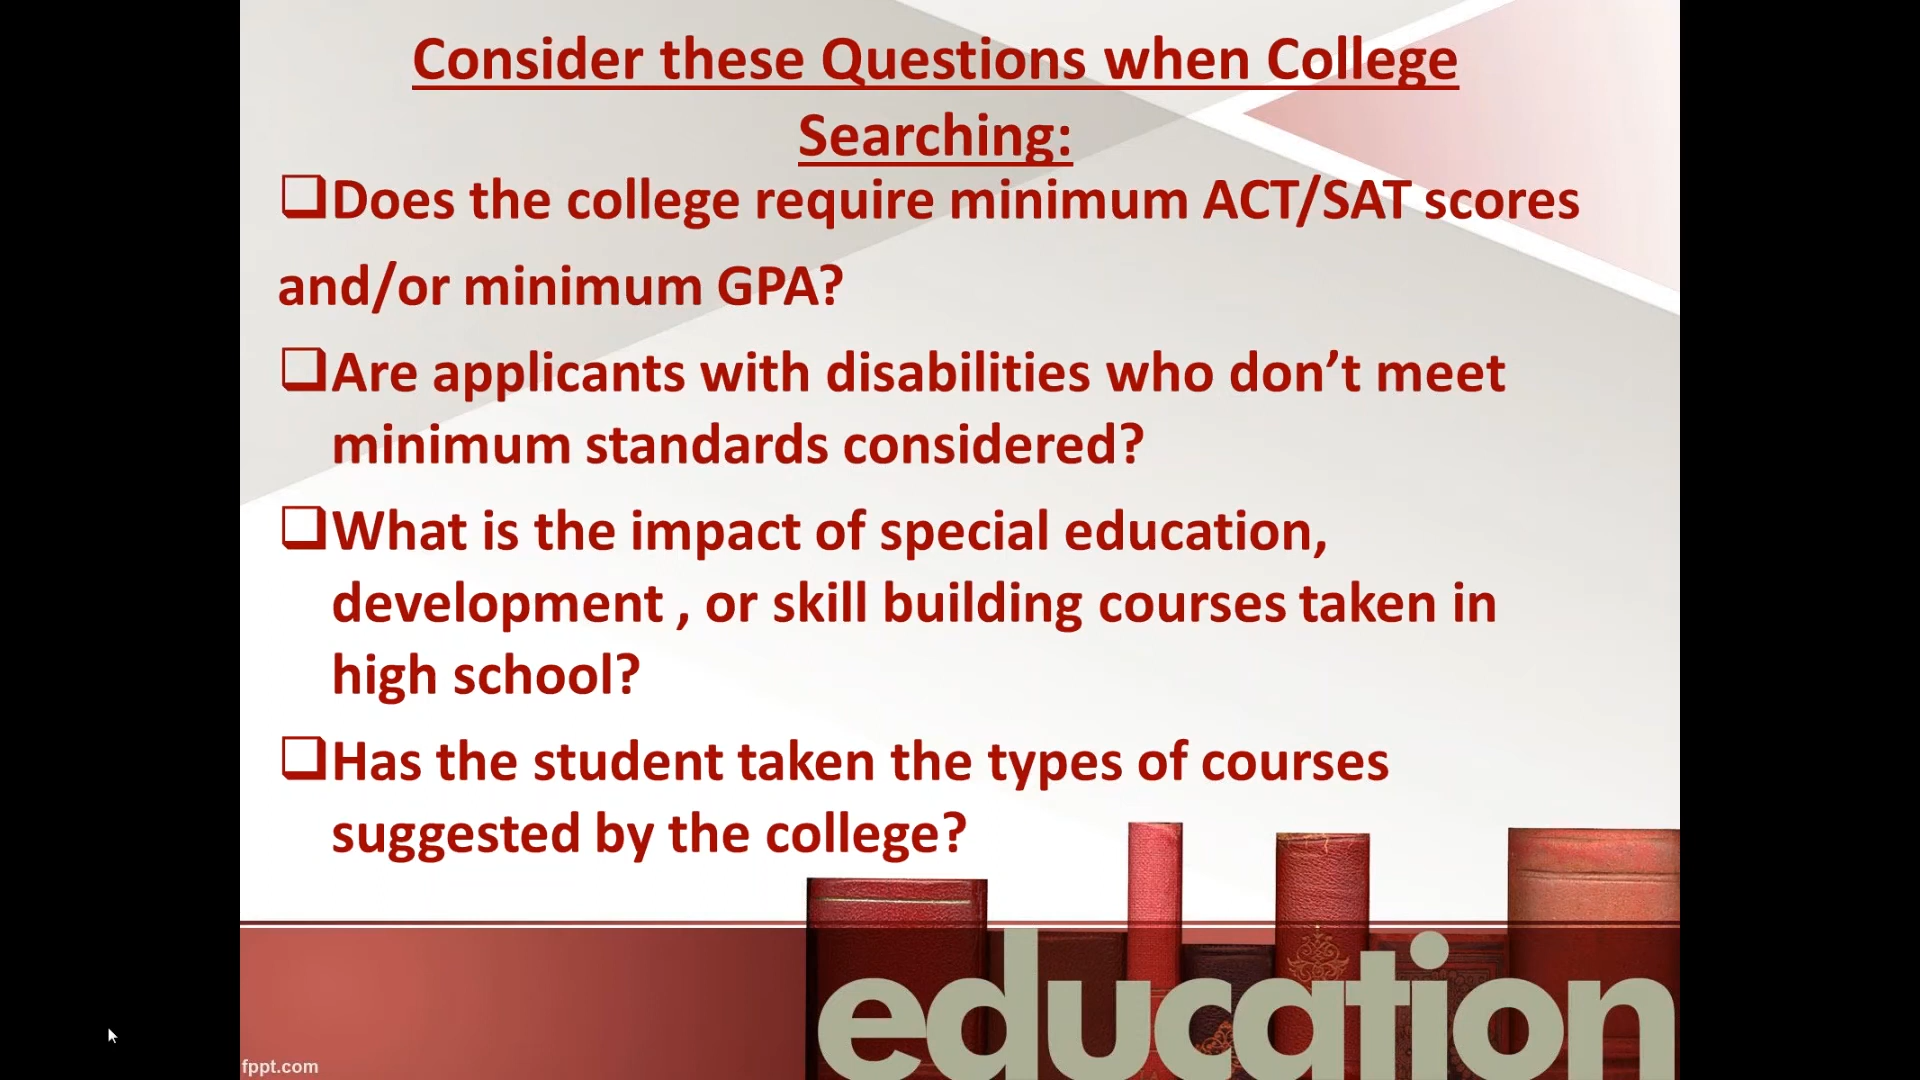 Consider these Questions when College
Searching:
❑Does the college require minimum ACT/SAT scores
and/or minimum GPA?
❑Are applicants with disabilities who don’t meet
minimum standards considered?
❑What is the impact of special education,
development , or skill building courses taken in
high school?
❑Has the student taken the types of courses
suggested by the college?
education
fppt.com